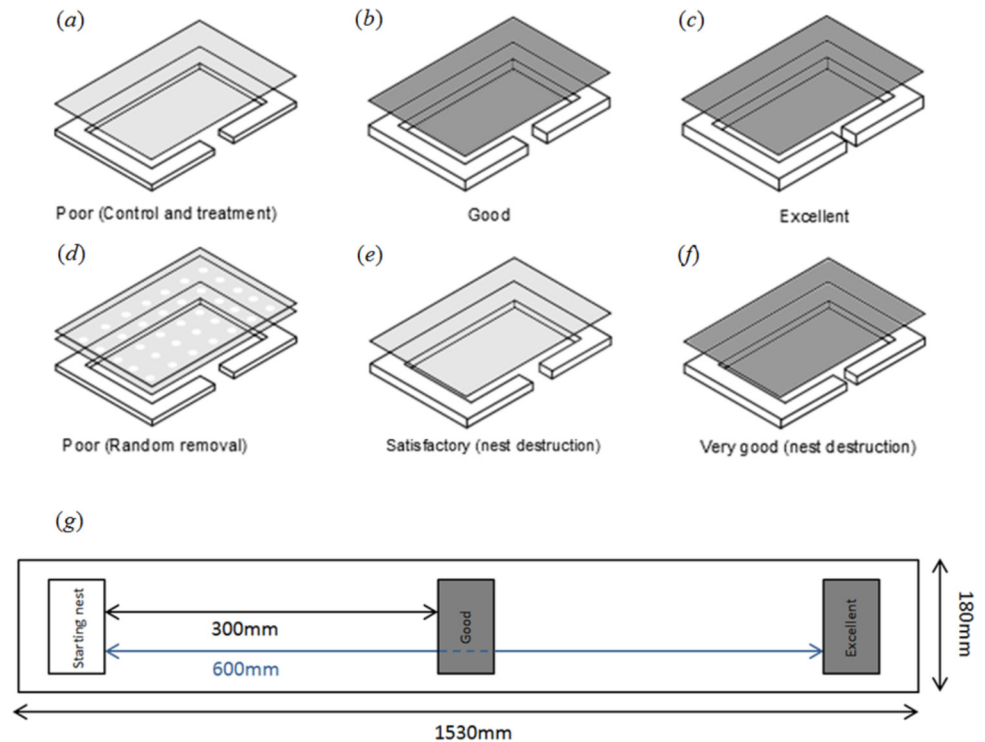 (a)
(b)
(c)
Poor (Control and treatment)
Good
Excellent
(d)
(e)
(f)
Poor (Random removal)
Satisfactory (nest destruction)
Very good (nest destruction)
(g)
Starting nest
300mm
Good
Excellent
600mm
180mm
1530mm